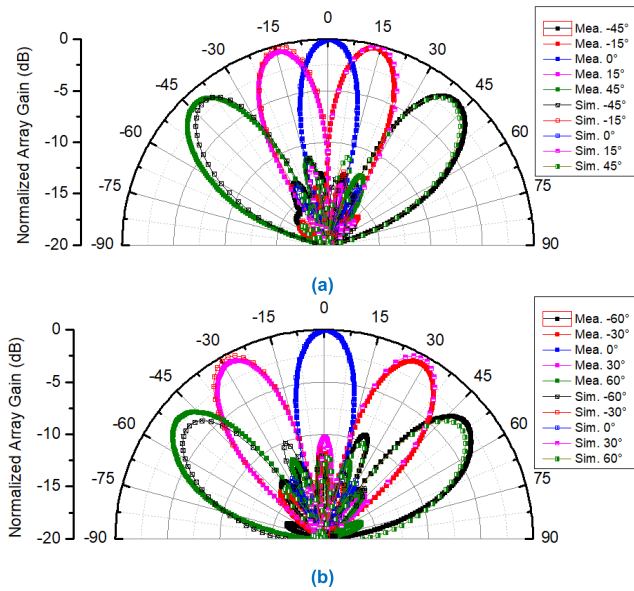 0
-15
15
-30
30
-45
45
-60
60
-75
75
-90
90
0
-5
-10
-15
-20
Normalized Array Gain (dB)
Mea. -45°
Mea. -15°
Mea. 0°
Mea. 15°
Mea. 45°
Sim. -45°
Sim. -15°
Sim. 0°
Sim. 15°
Sim. 45°
(a)
0
-15
15
-30
30
-45
45
-60
60
-75
75
-90
90
0
-5
-10
-15
-20
Normalized Array Gain (dB)
Mea. -60°
Mea. -30°
Mea. 0°
Mea. 30°
Mea. 60°
Sim. -60°
Sim. -30°
Sim. 0°
Sim. 30°
Sim. 60°
(b)